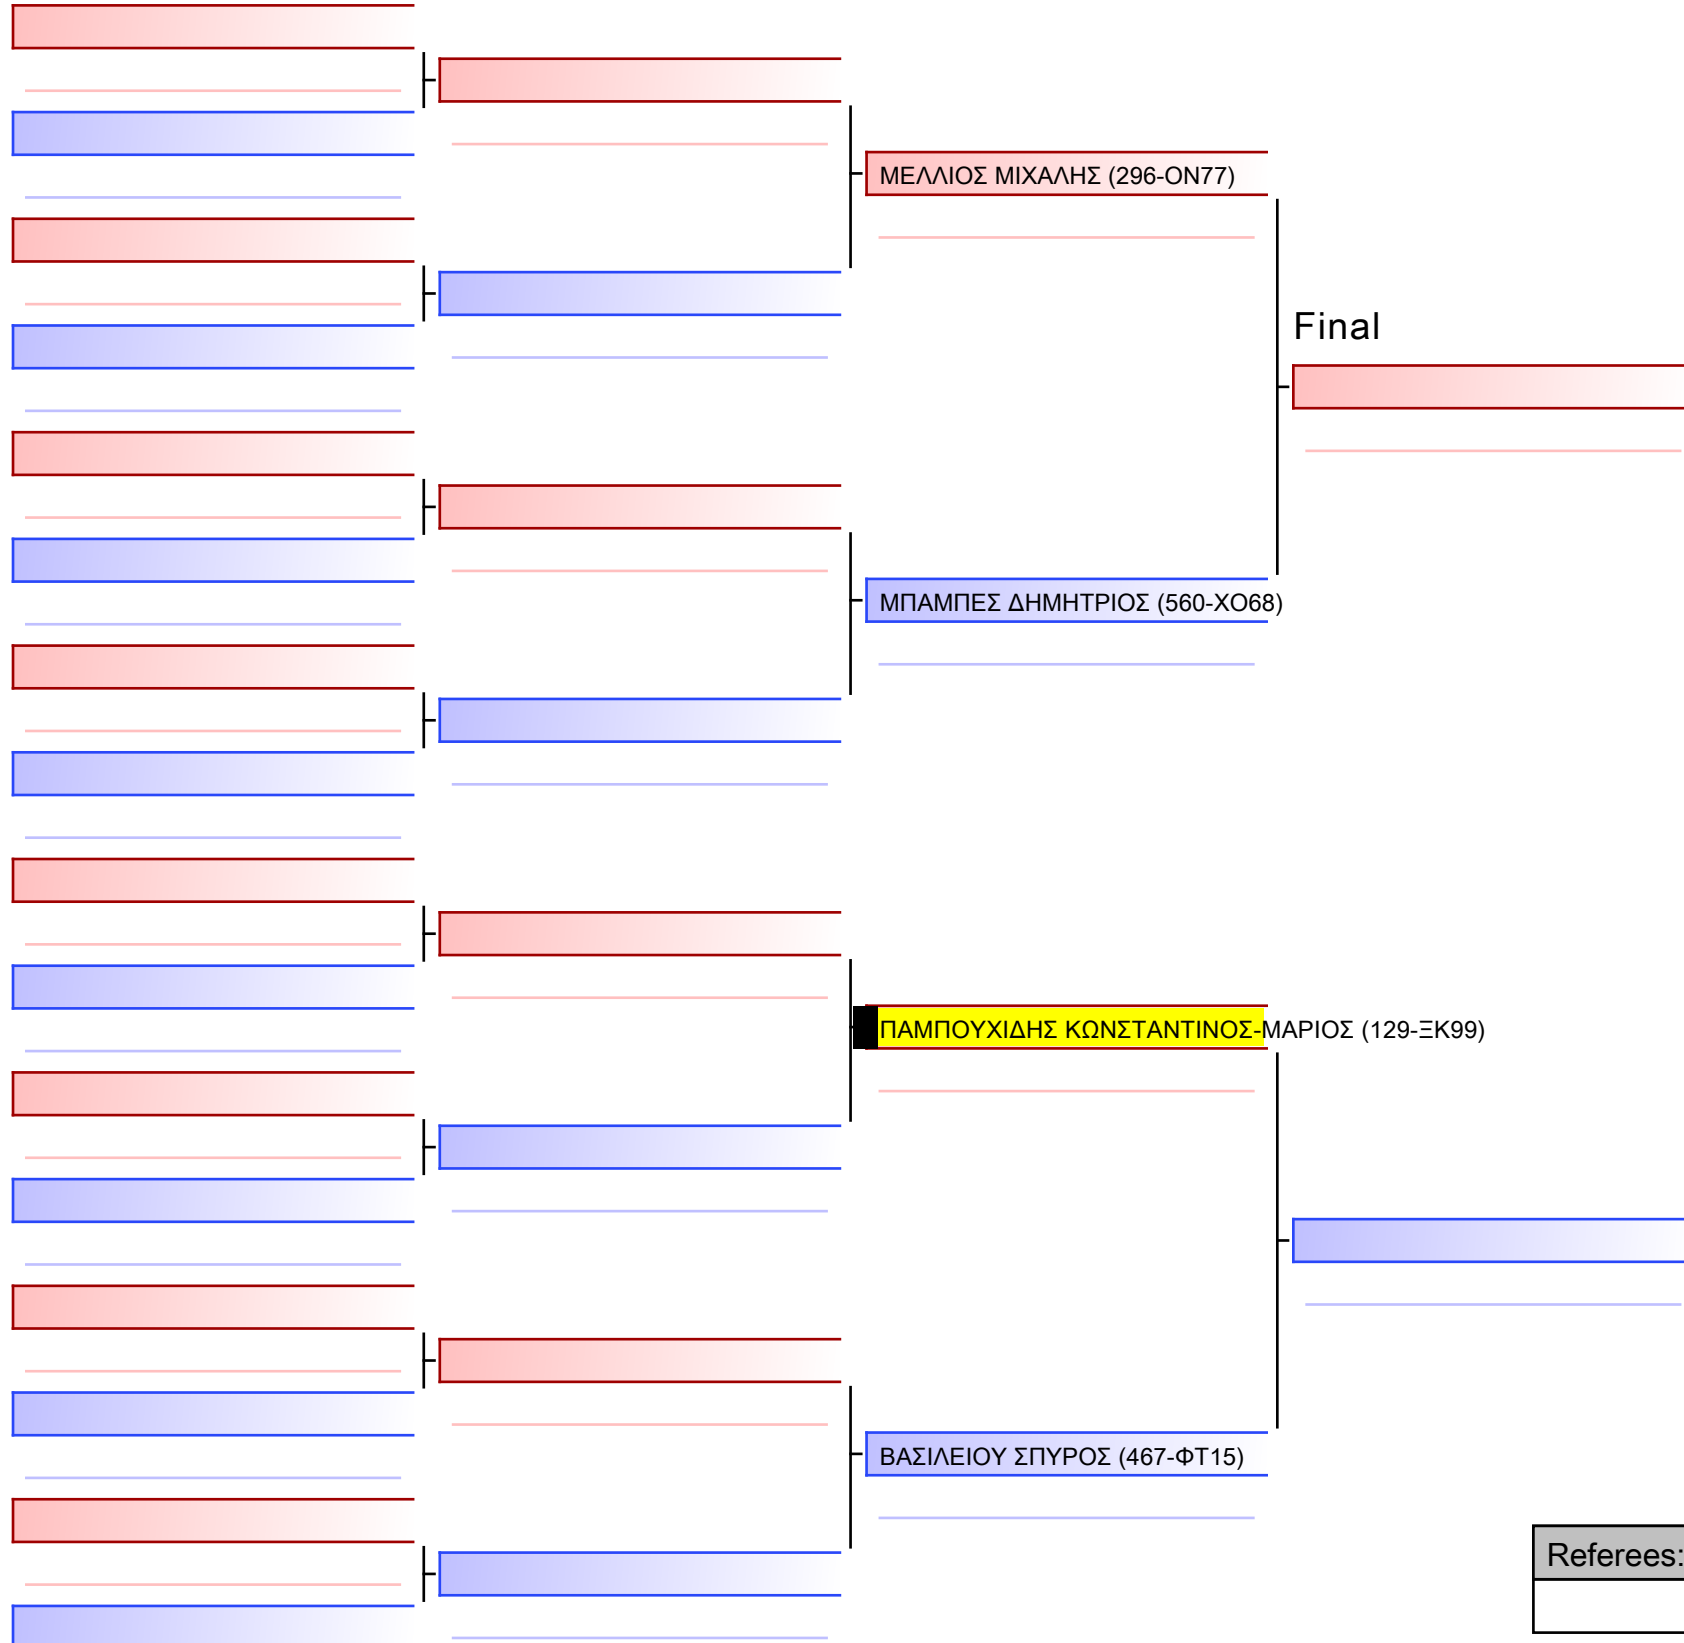 ΜΕΛΛΙΟΣ ΜΙΧΑΛΗΣ (296-ΟΝ77)
Final
ΜΠΑΜΠΕΣ ΔΗΜΗΤΡΙΟΣ (560-ΧΟ68)
ΠΑΜΠΟΥΧΙΔΗΣ ΚΩΝΣΤΑΝΤΙΝΟΣ-ΜΑΡΙΟΣ (129-ΞΚ99)
ΒΑΣΙΛΕΙΟΥ ΣΠΥΡΟΣ (467-ΦΤ15)
Referees: